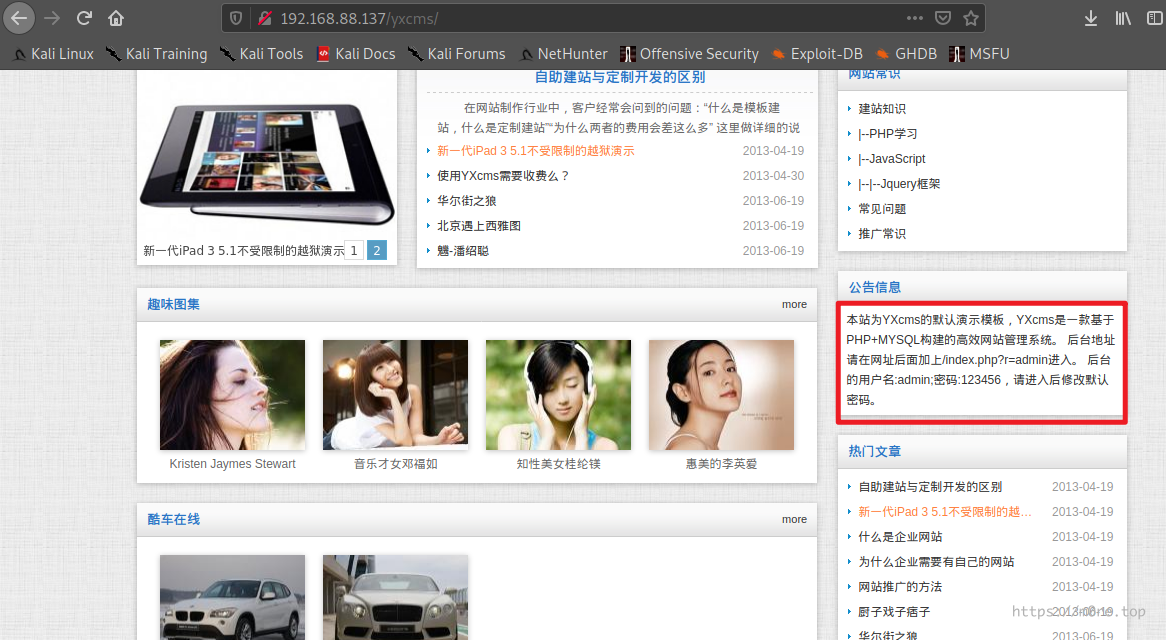 192.168.88.137/yxcms/
Kali Linux
Kali Training
Kali Tools
Kali Docs
Kali Forums
NetHunter
Offensive Security
Exploit-DB
GHDB
MSFU
新一代iPad 3 5.1不受限制的越狱演示 1 2
自助建站与定制开发的区别
在网站制作行业中，客户经常会问到的问题：“什么是模板建
站，什么是定制建站”“为什么两者的费用会差这么多” 这里做详细的说
新一代iPad 3 5.1不受限制的越狱演示 2013-04-19
使用YXcms需要收费么？ 2013-04-30
华尔街之狼 2013-06-19
北京遇上西雅图 2013-06-19
-潘绍聪 2013-06-19
趣味图集 more
Kristen Jaymes Stewart
音乐才女邓福如
知性美女桂纶镁
惠美的李英爱
酷车在线 more
网站常识
建站知识
|--PHP学习
|--JavaScript
|--|--Jquery框架
常见问题
推广常识
公告信息
本站为YXcms的默认演示模板，YXcms是一款基于
PHP+MYSQL构建的高效网站管理系统。 后台地址
请在网址后面加上/index.php?r=admin进入。 后台
的用户名:admin;密码:123456，请进入后修改默认
密码。
热门文章
自助建站与定制开发的区别 2013-04-19
新一代iPad 3 5.1不受限制的越… 2013-04-19
什么是企业网站 2013-04-19
为什么企业需要有自己的网站 2013-04-19
网站推广的方法 2013-04-19
厨子戏子痞子 2013-06-19
华尔街之狼 2013-06-19